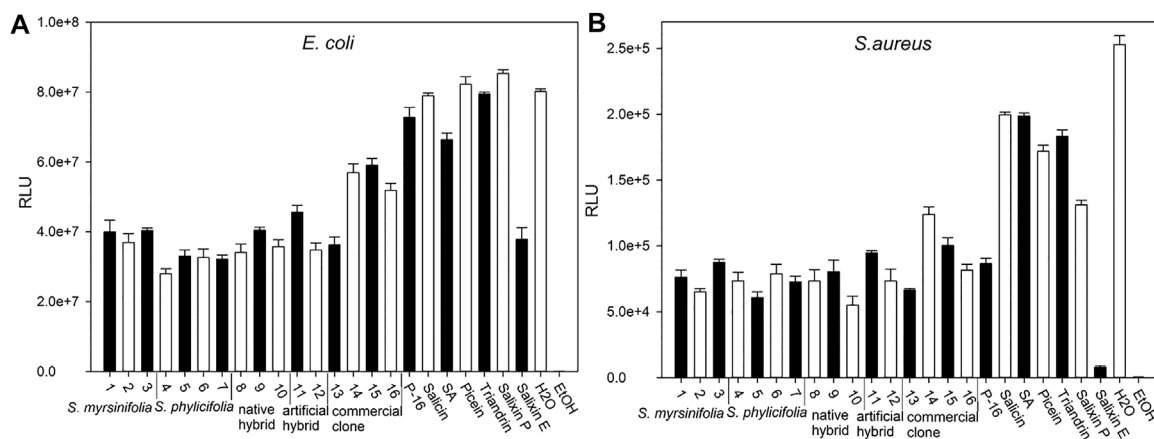 A
E. coli
1.0e+8
8.0e+7
6.0e+7
4.0e+7
2.0e+7
0.0
RLU
1 2 3 4 5 6 7 8 9 10 11 12 13 14 15 16 P-16 Salicin SA Picein Triandrin Salixin P Salixin E H2O EtOH
S. myrsinifolia S. phylicifolia native artificial commercial
hybrid hybrid clone
B
S.aureus
2.5e+5
2.0e+5
1.5e+5
1.0e+5
5.0e+4
0.0
RLU
1 2 3 4 5 6 7 8 9 10 11 12 13 14 15 16 P-16 Salicin SA Picein Triandrin Salixin P Salixin E H2O EtOH
S. myrsinifolia S. phylicifolia native artificial commercial
hybrid hybrid clone